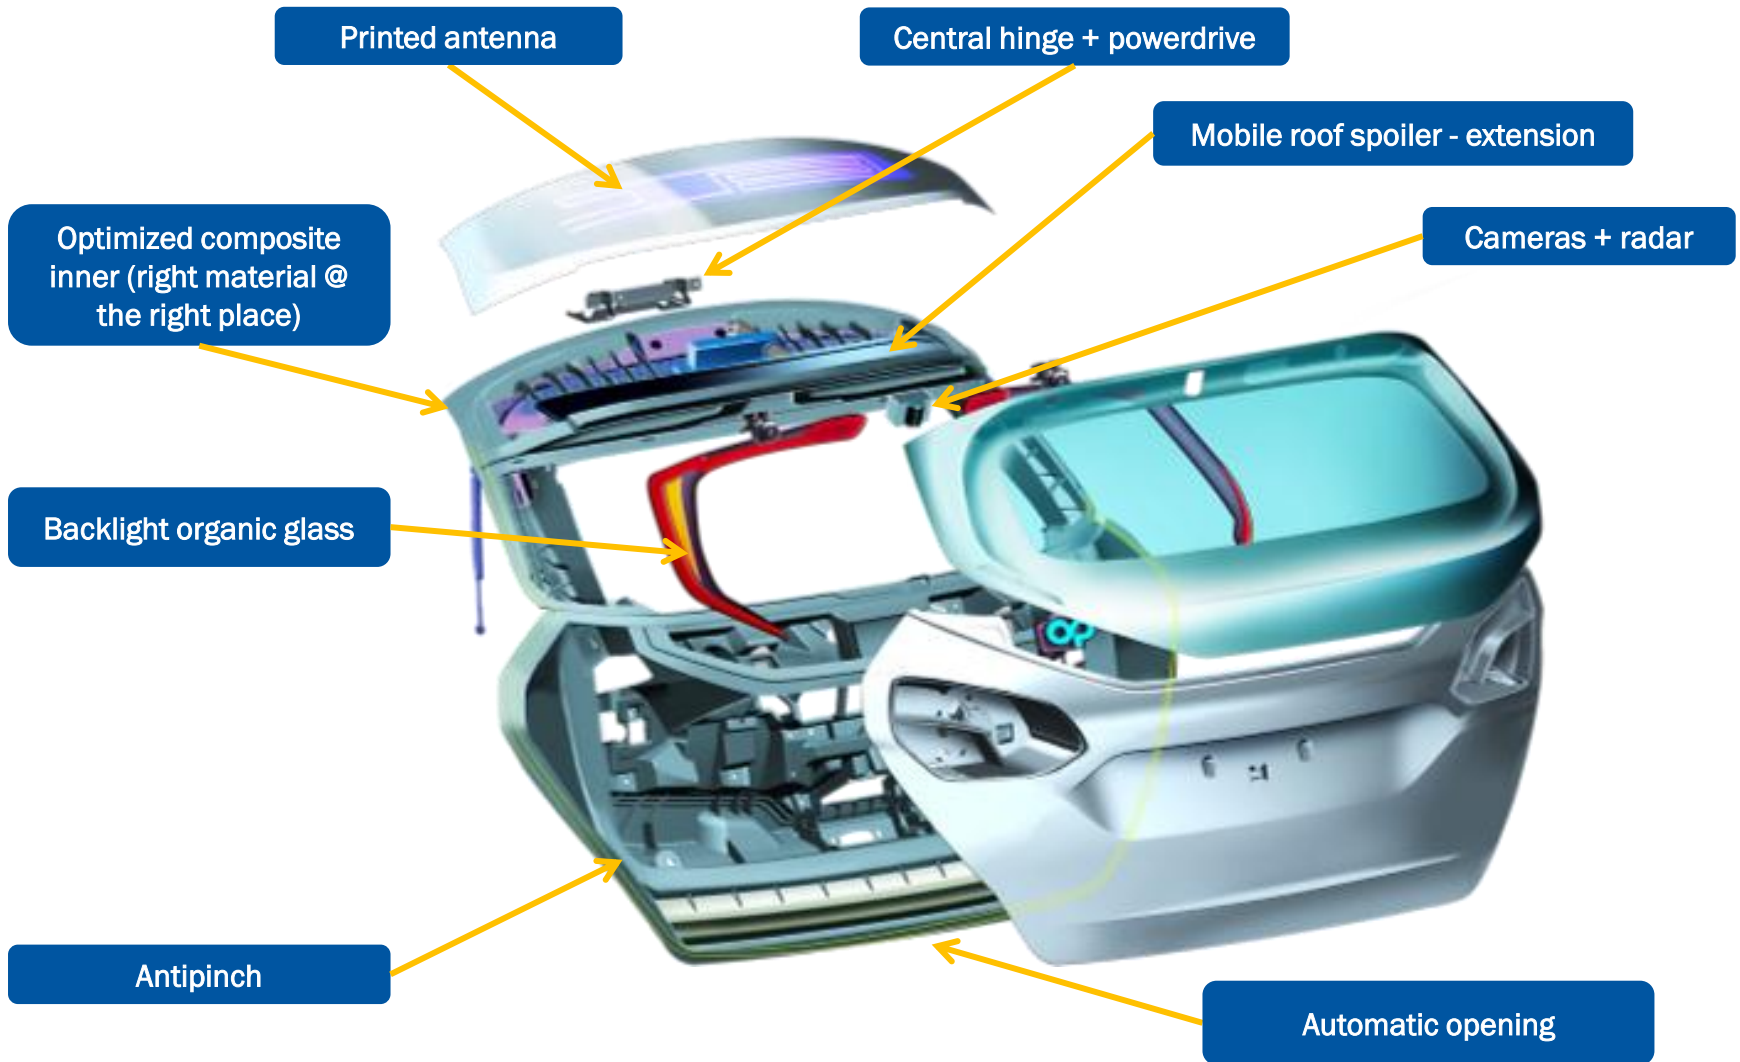 Printed antenna
Central hinge + powerdrive
Mobile roof spoiler - extension
Optimized composite
inner (right material @
the right place)
Cameras + radar
Backlight organic glass
Antipinch
Automatic opening